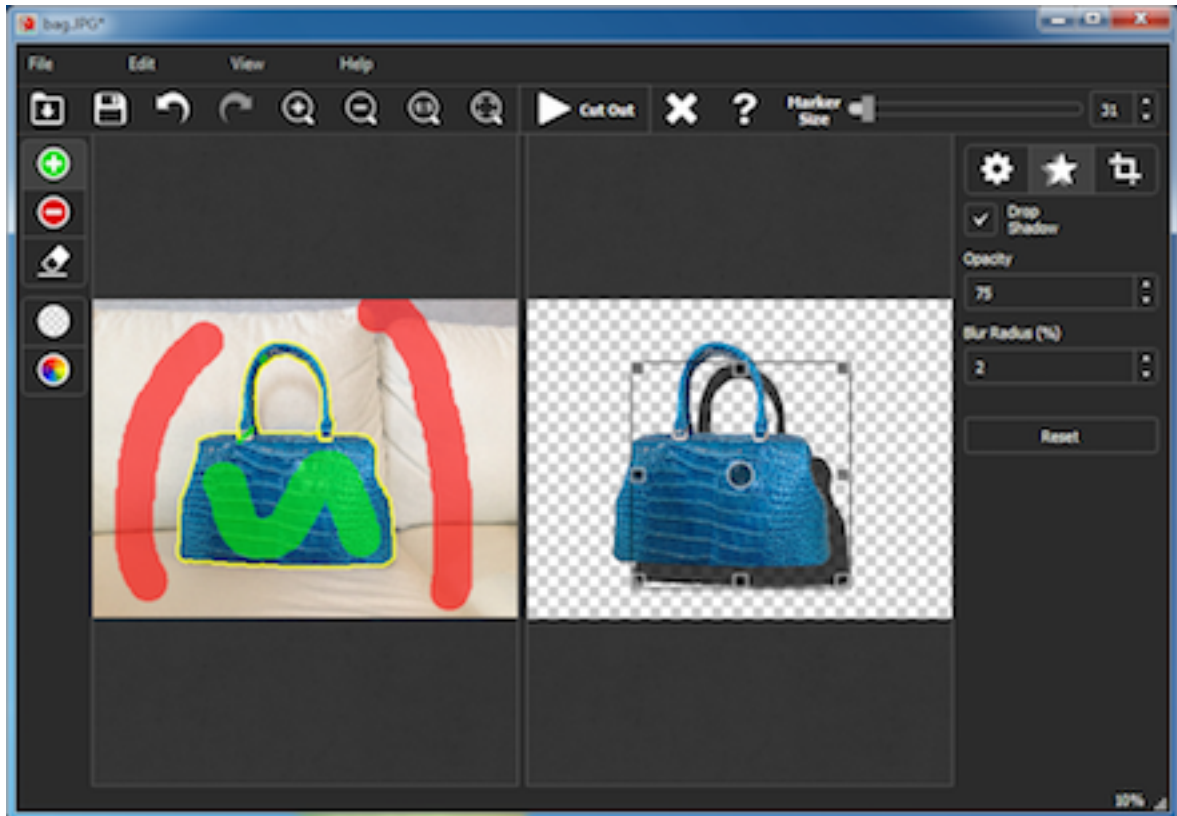 bag.JPG*
File Edit View Help
Cut Out
Marker
Size
31
Drop
Shadow
Opacity
75
Blur Radius (%)
2
Reset
10%